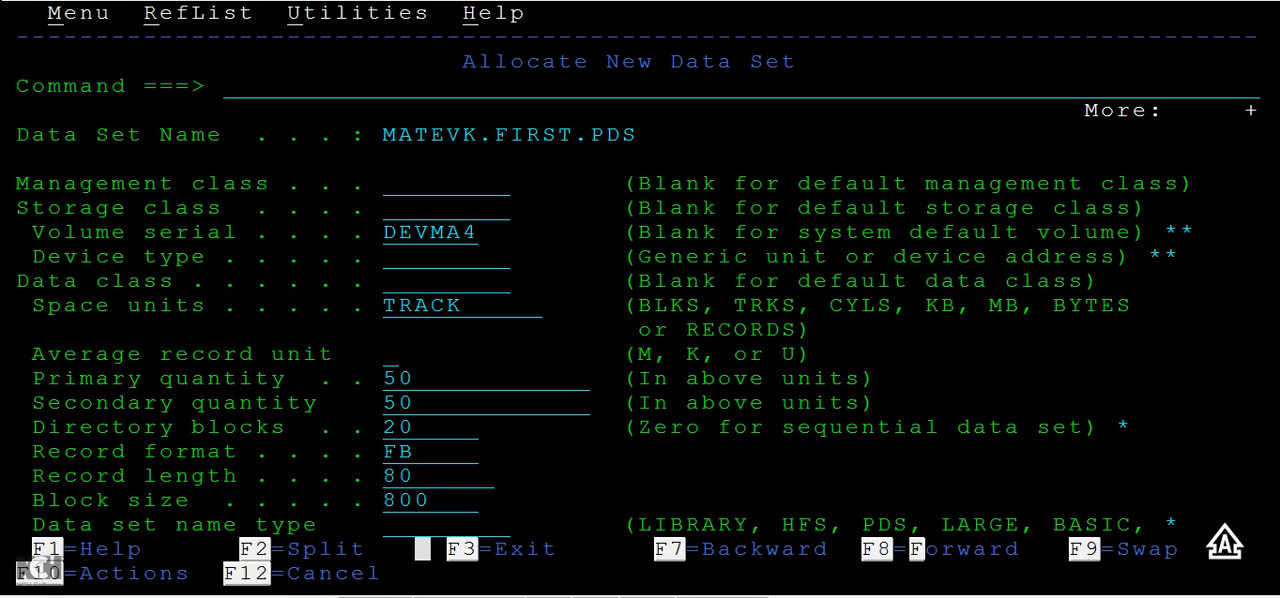 Menu RefList Utilities Help
Allocate New Data Set
Command ===>
More: +
Data Set Name . . . : MATEVK.FIRST.PDS
Management class . . . (Blank for default management class)
Storage class . . . . (Blank for default storage class)
Volume serial . . . . DEVMA4 (Blank for system default volume) **
Device type . . . . . (Generic unit or device address) **
Data class . . . . . . (Blank for default data class)
Space units . . . . . TRACK (BLKS, TRKS, CYLS, KB, MB, BYTES
or RECORDS)
Average record unit (M, K, or U)
Primary quantity . . 50 (In above units)
Secondary quantity 50 (In above units)
Directory blocks . . 20 (Zero for sequential data set) *
Record format . . . . FB
Record length . . . . 80
Block size . . . . . 800
Data set name type (LIBRARY, HFS, PDS, LARGE, BASIC, *
F1=Help F2=Split F3=Exit F7=Backward F8=Forward F9=Swap
F10=Actions F12=Cancel